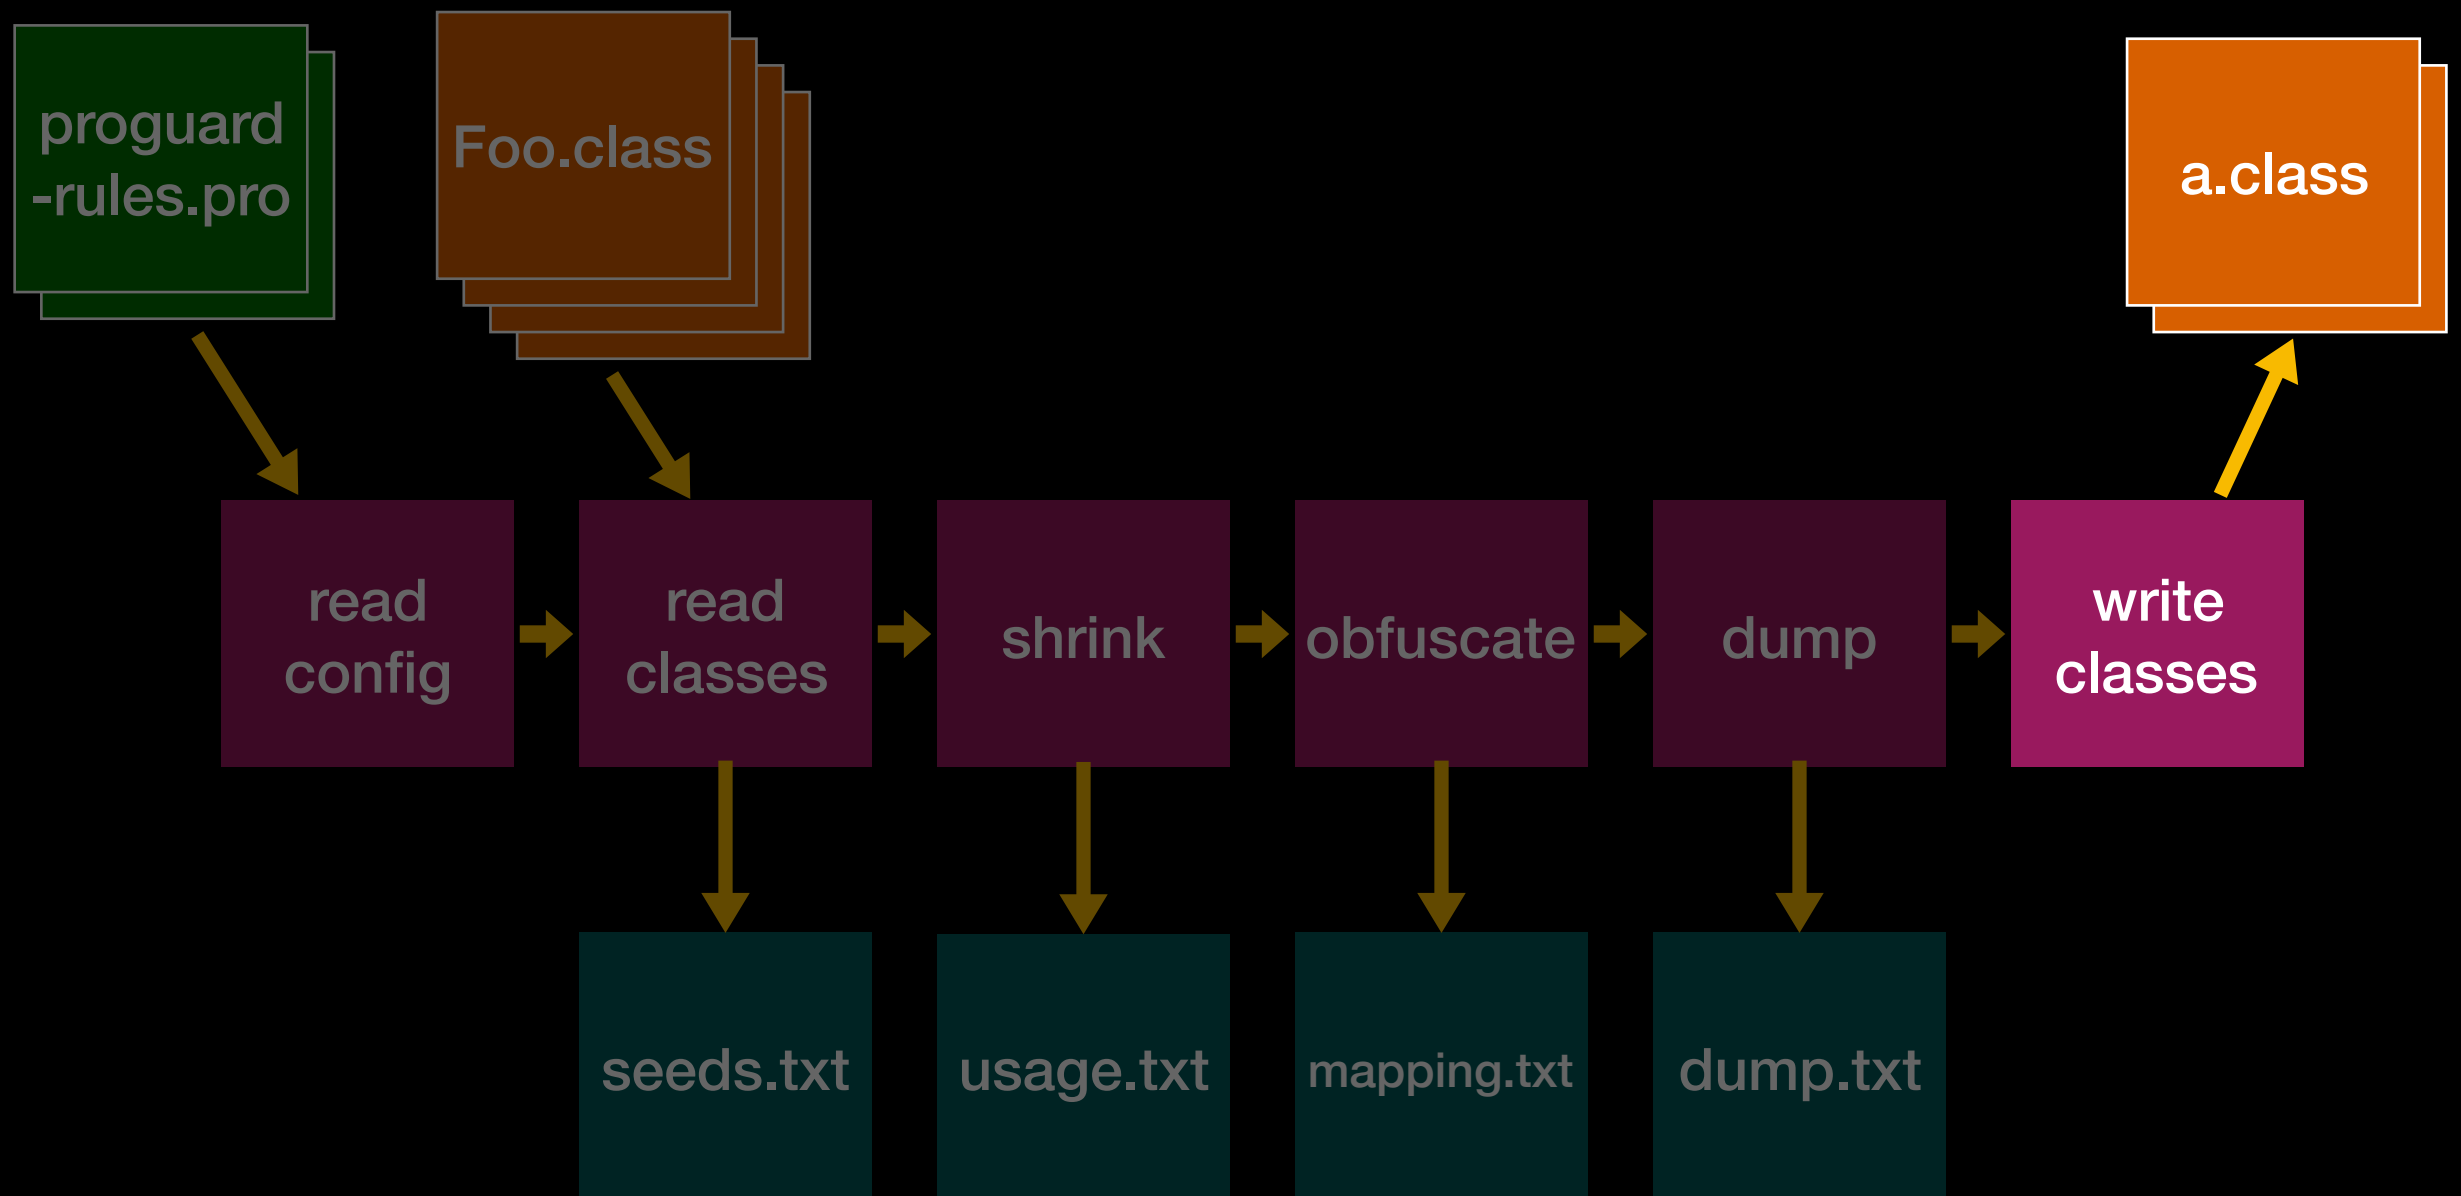 proguard
-rules.pro
Foo.class
a.class
read
config
read
classes
shrink
obfuscate
dump
write
classes
seeds.txt
usage.txt
mapping.txt
dump.txt